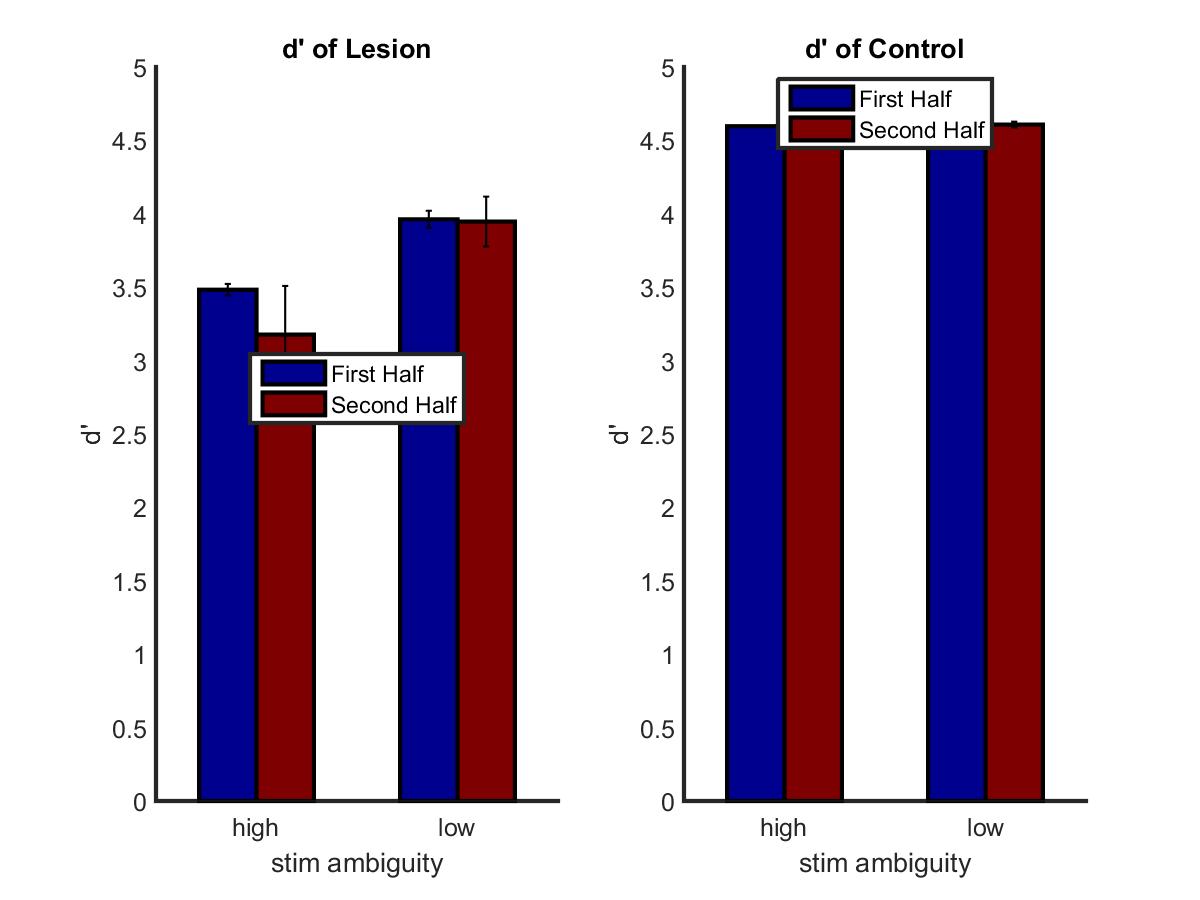 d' of Lesion
5
4.5
4
3.5
3
2.5
2
1.5
1
0.5
0
d'
First Half
Second Half
high low
stim ambiguity
d' of Control
5
4.5
4
3.5
3
2.5
2
1.5
1
0.5
0
d'
First Half
Second Half
high low
stim ambiguity